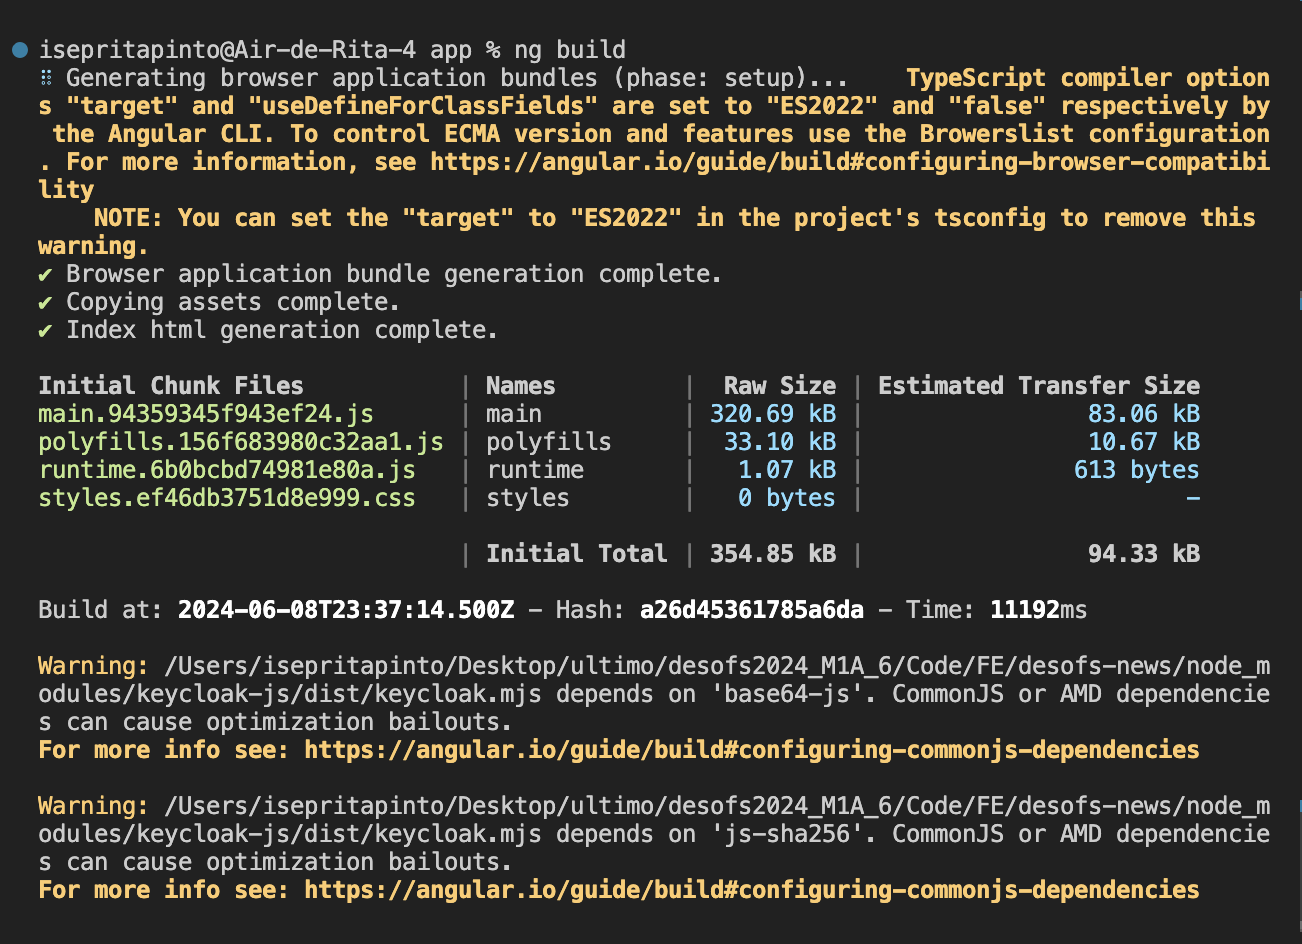 isepritapinto@Air-de-Rita-4 app % ng build
⠿ Generating browser application bundles (phase: setup)...    TypeScript compiler option
s "target" and "useDefineForClassFields" are set to "ES2022" and "false" respectively by
 the Angular CLI. To control ECMA version and features use the Browerslist configuration
. For more information, see https://angular.io/guide/build#configuring-browser-compatibi
lity
    NOTE: You can set the "target" to "ES2022" in the project's tsconfig to remove this
warning.
✔ Browser application bundle generation complete.
✔ Copying assets complete.
✔ Index html generation complete.
Initial Chunk Files | Names | Raw Size | Estimated Transfer Size
main.94359345f943ef24.js | main | 320.69 kB | 83.06 kB
polyfills.156f683980c32aa1.js | polyfills | 33.10 kB | 10.67 kB
runtime.6b0bcbd74981e80a.js | runtime | 1.07 kB | 613 bytes
styles.ef46db3751d8e999.css | styles | 0 bytes | -
| Initial Total | 354.85 kB | 94.33 kB
Build at: 2024-06-08T23:37:14.500Z - Hash: a26d45361785a6da - Time: 11192ms
Warning: /Users/isepritapinto/Desktop/ultimo/desofs2024_M1A_6/Code/FE/desofs-news/node_m
odules/keycloak-js/dist/keycloak.mjs depends on 'base64-js'. CommonJS or AMD dependencie
s can cause optimization bailouts.
For more info see: https://angular.io/guide/build#configuring-commonjs-dependencies
Warning: /Users/isepritapinto/Desktop/ultimo/desofs2024_M1A_6/Code/FE/desofs-news/node_m
odules/keycloak-js/dist/keycloak.mjs depends on 'js-sha256'. CommonJS or AMD dependencie
s can cause optimization bailouts.
For more info see: https://angular.io/guide/build#configuring-commonjs-dependencies